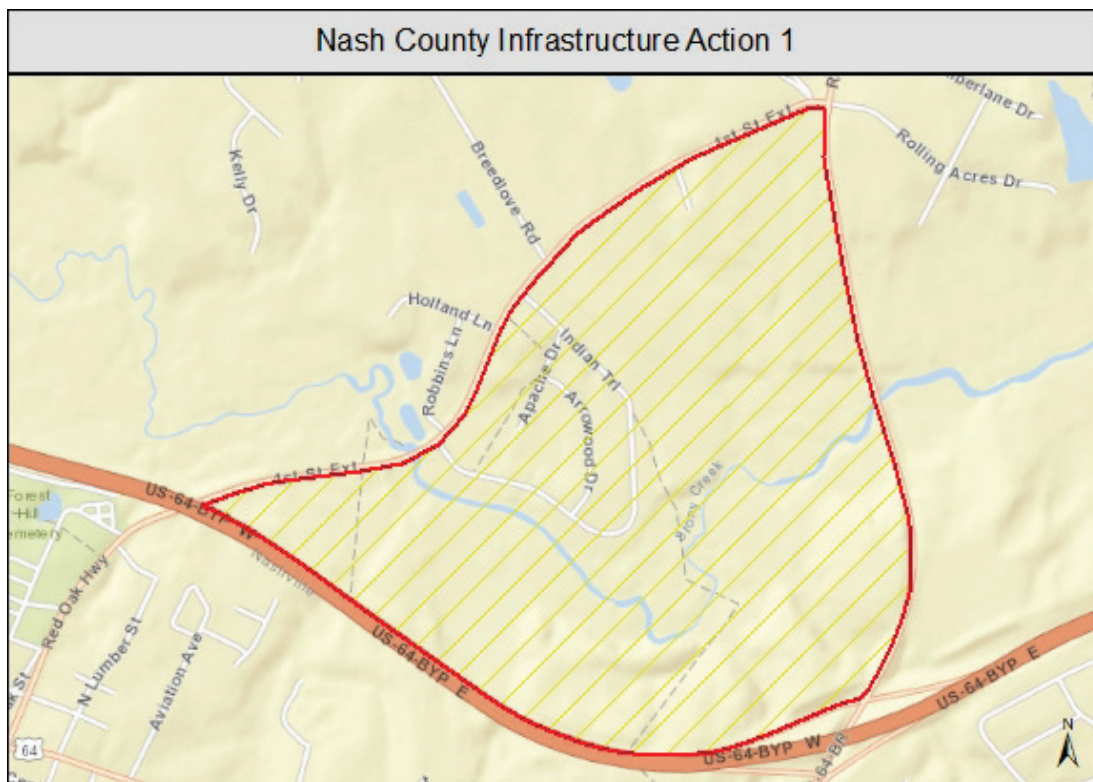 Nash County Infrastructure Action 1
Kelly Dr
Breedlove Rd
1st St Ext
Rolling Acres Dr
Holland Ln
Robbins Ln
Apache Dr
Indian Trl
Arrowood Dr
Stony Creek
1st St Ext
US-64-BYP W
Nashville
Forest
Red Oak Hwy
N Lumber St
Aviation Ave
US-64-BYP E
US-64-BYP W
US-64-BYP E
64-BR
64
N